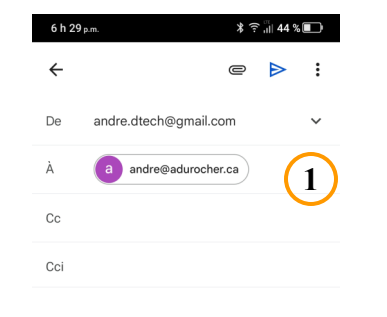 6 h 29 p.m. 44 %
De andre.dtech@gmail.com
À a andre@adurocher.ca 1
Cc
Cci